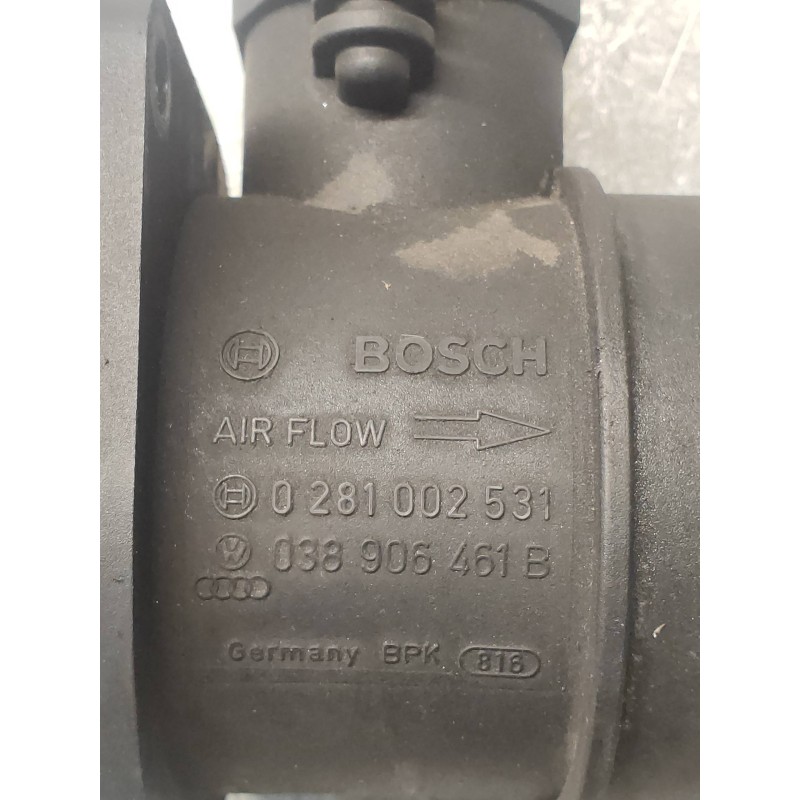 BOSCH
AIR FLOW
0 281 002 531
038 906 461 B
Germany BPK 816